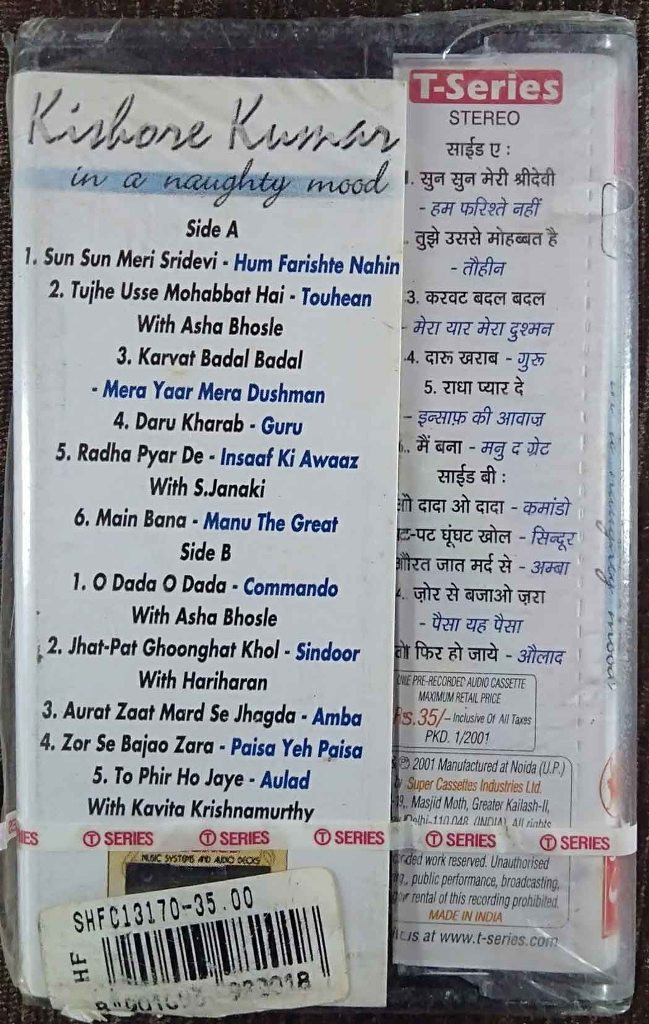 Kishore Kumar
in a naughty mood
Side A
1. Sun Sun Meri Sridevi - Hum Farishte Nahin
2. Tujhe Usse Mohabbat Hai - Touhean
With Asha Bhosle
3. Karvat Badal Badal
- Mera Yaar Mera Dushman
4. Daru Kharab - Guru
5. Radha Pyar De - Insaaf Ki Awaaz
With S.Janaki
6. Main Bana - Manu The Great
Side B
1. O Dada O Dada - Commando
With Asha Bhosle
2. Jhat-Pat Ghoonghat Khol - Sindoor
With Hariharan
3. Aurat Zaat Mard Se Jhagda - Amba
4. Zor Se Bajao Zara - Paisa Yeh Paisa
5. To Phir Ho Jaye - Aulad
With Kavita Krishnamurthy
T-Series
STEREO
साईड ए :
1. सुन सुन मेरी श्रीदेवी
- हम फरिश्ते नहीं
तुझे उससे मोहब्बत है
- तौहीन
3. करवट बदल बदल
- मेरा यार मेरा दुश्मन
4. दारू खराब - गुरू
5. राधा प्यार दे
- इन्साफ़ की आवाज़
मैं बना - मनु द ग्रेट
साईड बी :
दादा ओ दादा - कमांडो
पट घूंघट खोल - सिन्दूर
औरत जात मर्द से - अम्बा
ज़ोर से बजाओ ज़रा
- पैसा यह पैसा
तो फिर हो जाये - औलाद
PRE-RECORDED AUDIO CASSETTE
MAXIMUM RETAIL PRICE
Rs.35/- Inclusive Of All Taxes
PKD. 1/2001
℗ 2001 Manufactured at Noida (U.P.)
Super Cassettes Industries Ltd.
Masjid Moth, Greater Kailash-II,
Delhi-110 048. (INDIA) All rights
T SERIES T SERIES T SERIES T SERIES T SERIES
work reserved. Unauthorised
public performance, broadcasting,
or rental of this recording prohibited.
MADE IN INDIA
us at www.t-series.com
MUSIC SYSTEMS AND AUDIO DECKS
SHFC13170-35.00
HF